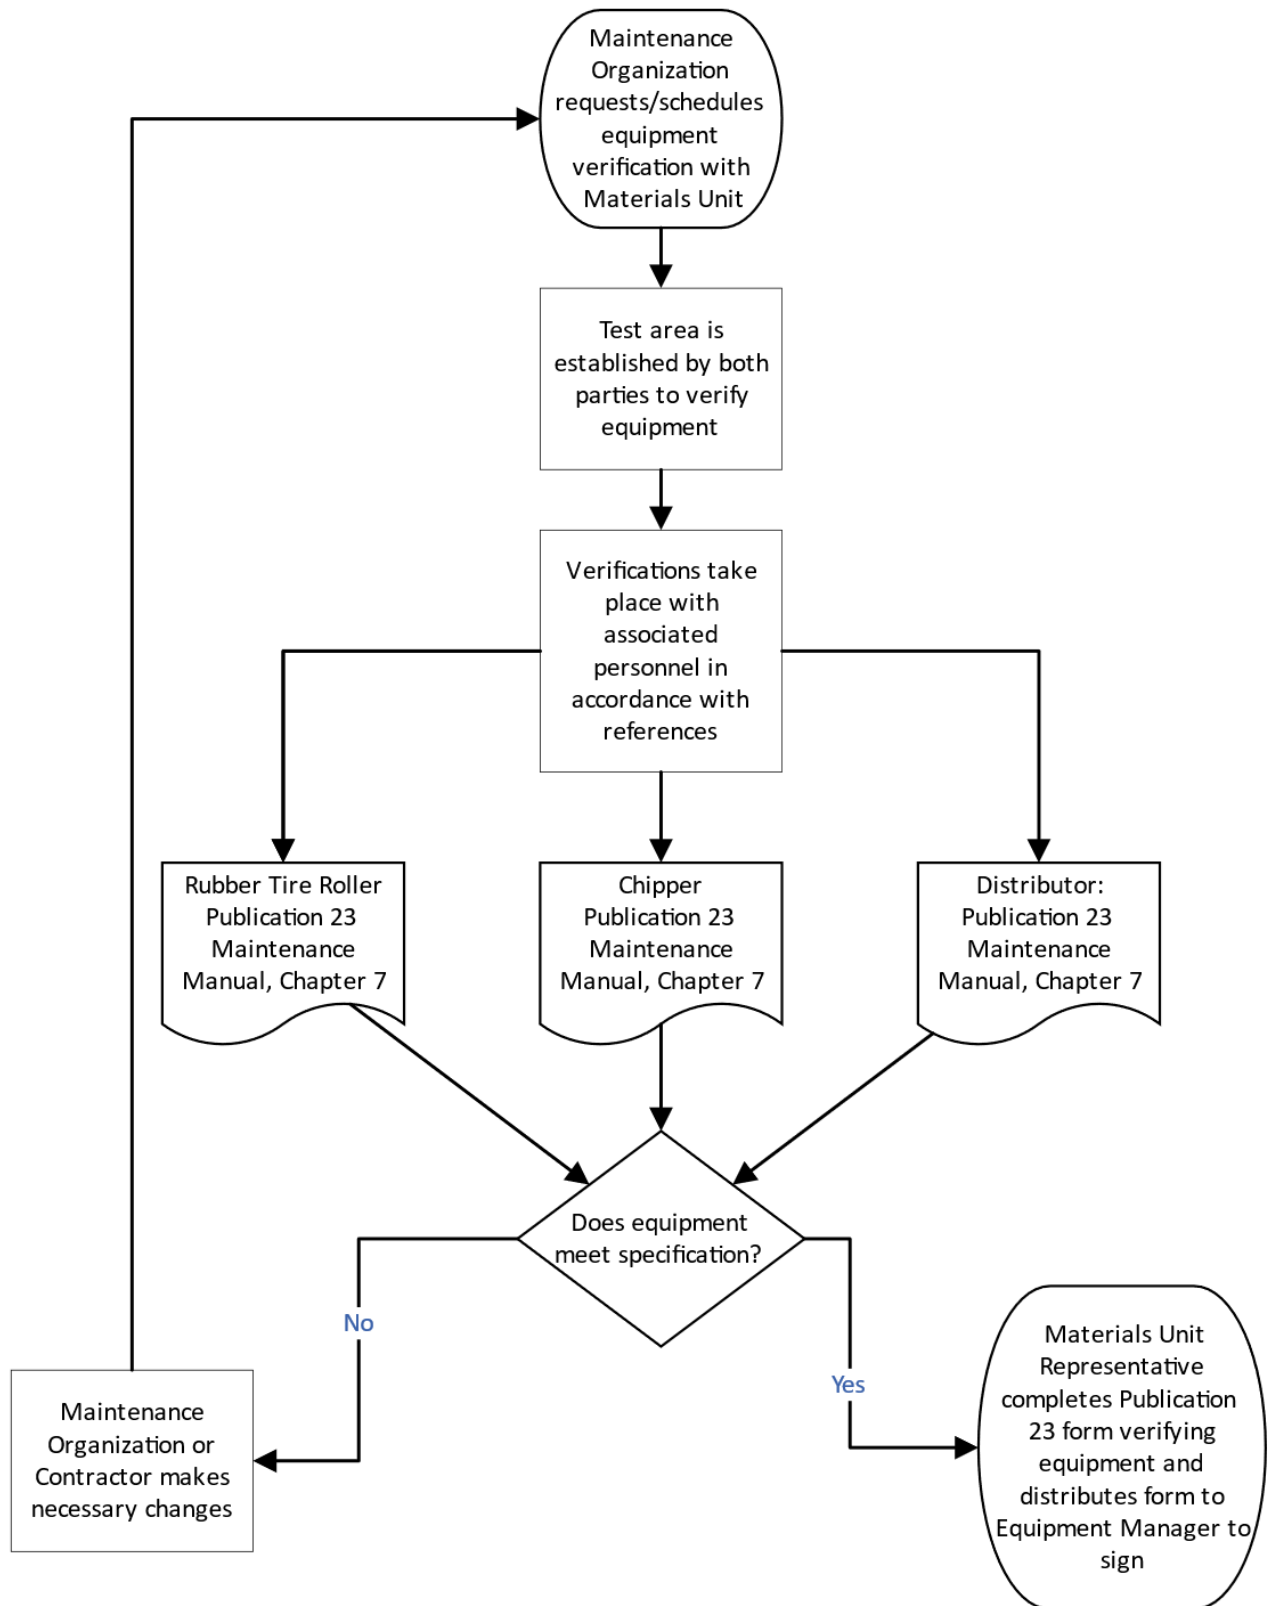 Maintenance
Organization
requests/schedules
equipment
verification with
Materials Unit
Test area is
established by both
parties to verify
equipment
Verifications take
place with
associated
personnel in
accordance with
references
Rubber Tire Roller
Publication 23
Maintenance
Manual, Chapter 7
Chipper
Publication 23
Maintenance
Manual, Chapter 7
Distributor:
Publication 23
Maintenance
Manual, Chapter 7
Does equipment
meet specification?
No
Yes
Maintenance
Organization or
Contractor makes
necessary changes
Materials Unit
Representative
completes Publication
23 form verifying
equipment and
distributes form to
Equipment Manager to
sign